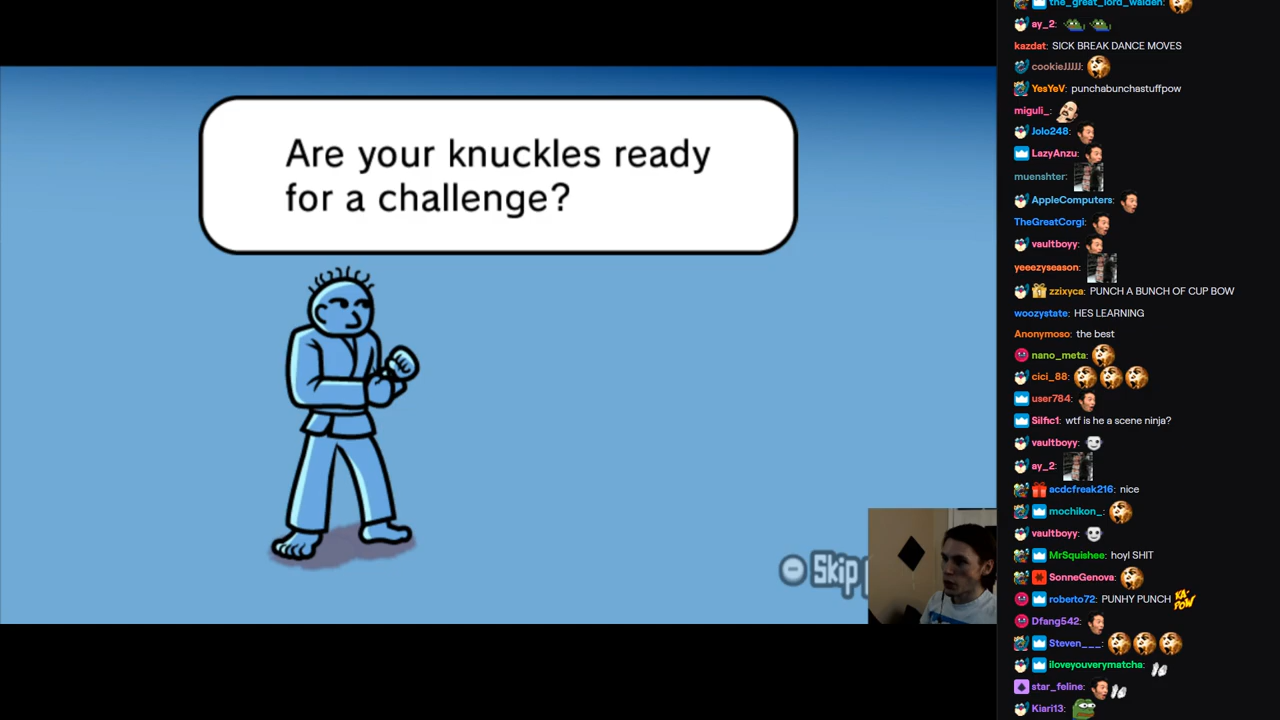 Are your knuckles ready
for a challenge?
Skip
the_great_lord_walden:
ay_2:
kazdat: SICK BREAK DANCE MOVES
cookieJJJJJ:
YesYeV: punchabunchastuffpow
miguli_:
Jolo248:
LazyAnzu:
muenshter:
AppleComputers:
TheGreatCorgi:
vaultboyy:
yeeezyseason:
zzixyca: PUNCH A BUNCH OF CUP BOW
woozystate: HES LEARNING
Anonymoso: the best
nano_meta:
cici_88:
user784:
Silfic1: wtf is he a scene ninja?
vaultboyy:
ay_2:
acdcfreak216: nice
mochikon_:
vaultboyy:
MrSquishee: hoyl SHIT
SonneGenova:
roberto72: PUNHY PUNCH KA-POW
Dfang542:
Steven___:
iloveyouverymatcha:
star_feline:
Kiari13: